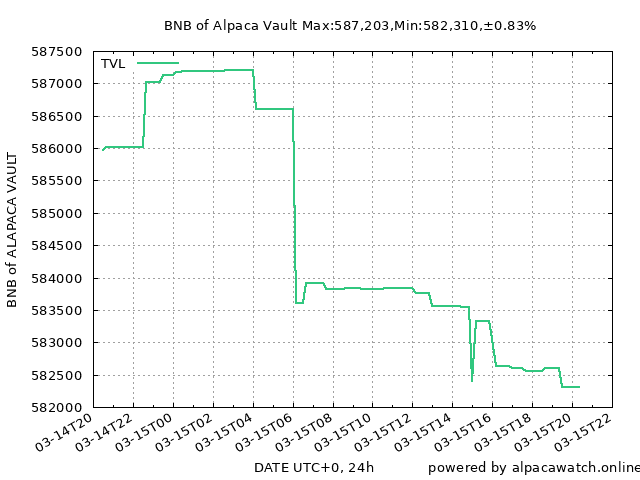 BNB of Alpaca Vault Max:587,203,Min:582,310,±0.83%
TVL
587500
587000
586500
586000
585500
585000
584500
584000
583500
583000
582500
582000
BNB of ALAPACA VAULT
03-14T20
03-14T22
03-15T00
03-15T02
03-15T04
03-15T06
03-15T08
03-15T10
03-15T12
03-15T14
03-15T16
03-15T18
03-15T20
03-15T22
DATE UTC+0, 24h
powered by alpacawatch.online